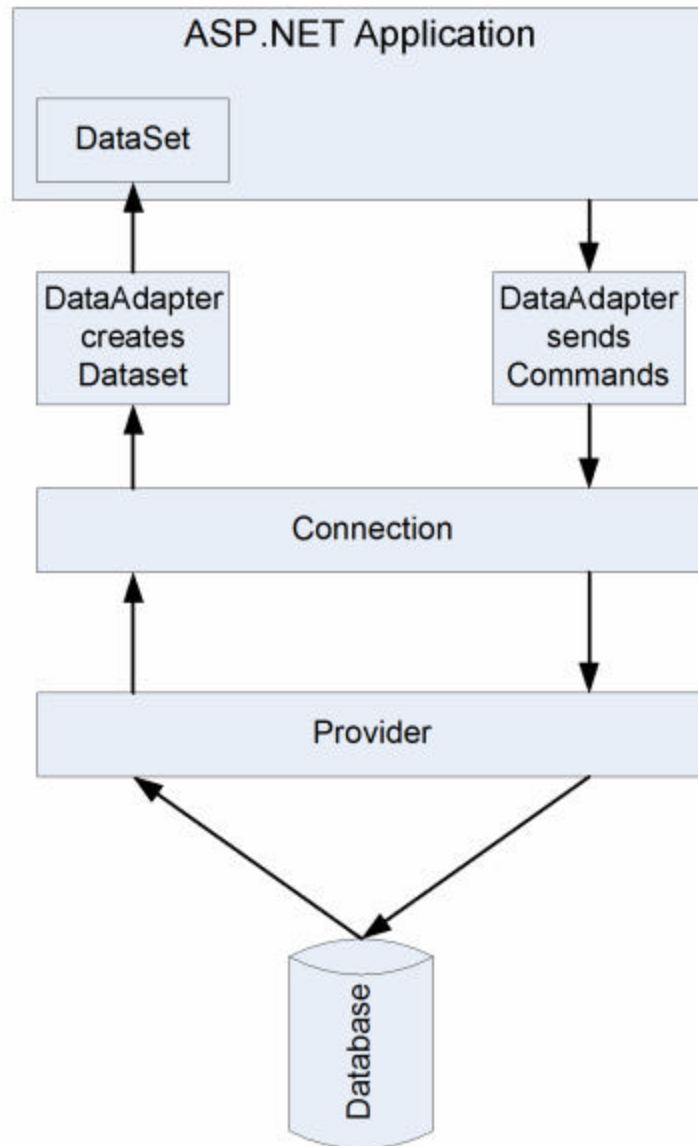 ASP.NET Application
DataSet
DataAdapter
creates
Dataset
DataAdapter
sends
Commands
Connection
Provider
Database